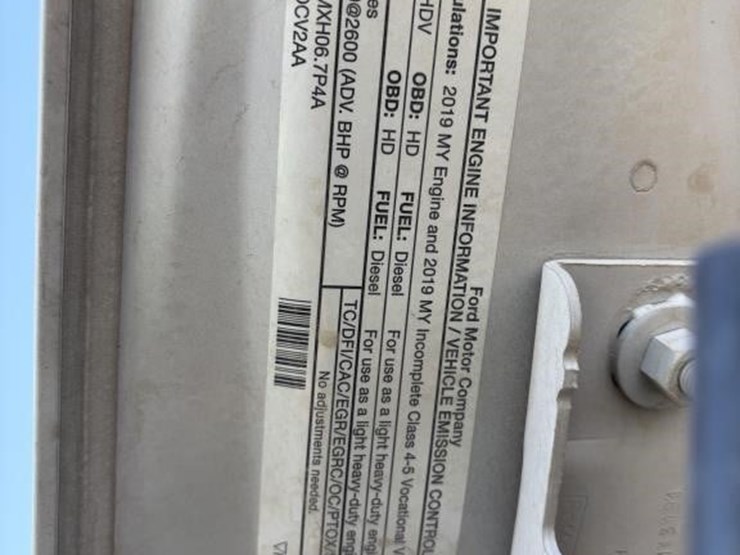 Ford Motor Company
IMPORTANT ENGINE INFORMATION / VEHICLE EMISSION CONTROL
ulations: 2019 MY Engine and 2019 MY Incomplete Class 4-5 Vocational V
HDV OBD: HD FUEL: Diesel For use as a light heavy-duty engi
OBD: HD FUEL: Diesel For use as a light heavy-duty engi
es
@2600 (ADV. BHP @ RPM) TC/DFI/CAC/EGR/EGRC/OC/PTOX/
MXH06.7P4A No adjustments needed.
OCV2AA